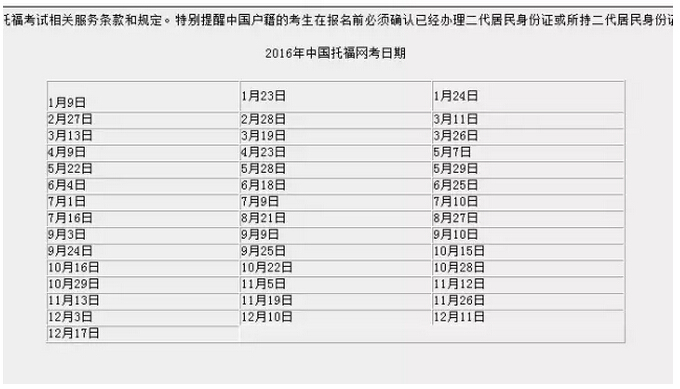 托福考试相关服务条款和规定。特别提醒中国户籍的考生在报名前必须确认已经办理二代居民身份证或所持二代居民身份证
2016年中国托福网考日期
1月9日 1月23日 1月24日
2月27日 2月28日 3月11日
3月13日 3月19日 3月26日
4月9日 4月23日 5月7日
5月22日 5月28日 5月29日
6月4日 6月18日 6月25日
7月1日 7月9日 7月10日
7月16日 8月21日 8月27日
9月3日 9月9日 9月10日
9月24日 9月25日 10月15日
10月16日 10月22日 10月28日
10月29日 11月5日 11月12日
11月13日 11月19日 11月26日
12月3日 12月10日 12月11日
12月17日